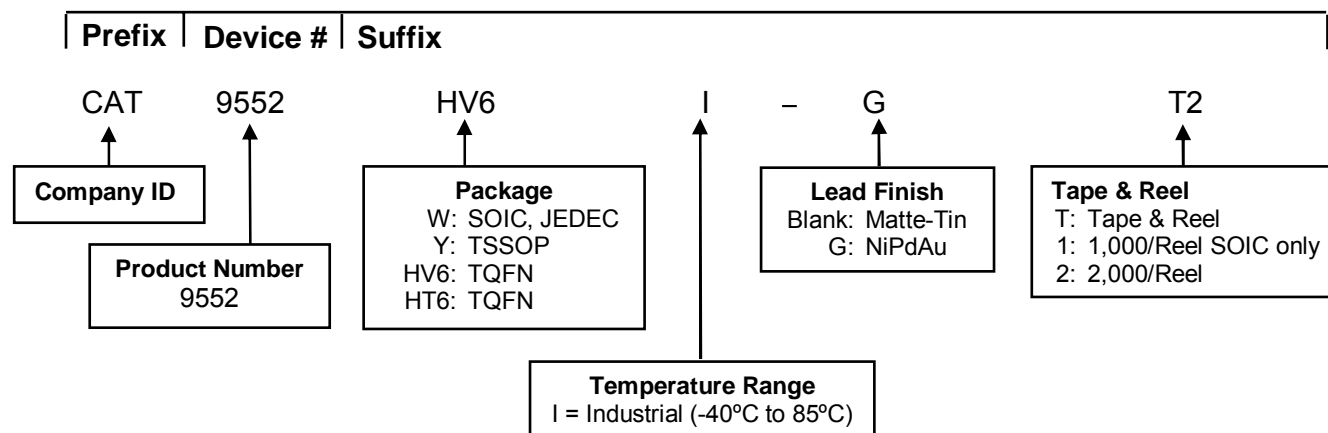 Prefix Device # Suffix
CAT 9552 HV6 I – G T2
Company ID
Product Number
9552
Package
W: SOIC, JEDEC
Y: TSSOP
HV6: TQFN
HT6: TQFN
Lead Finish
Blank: Matte-Tin
G: NiPdAu
Tape & Reel
T: Tape & Reel
1: 1,000/Reel SOIC only
2: 2,000/Reel
Temperature Range
I = Industrial (-40ºC to 85ºC)